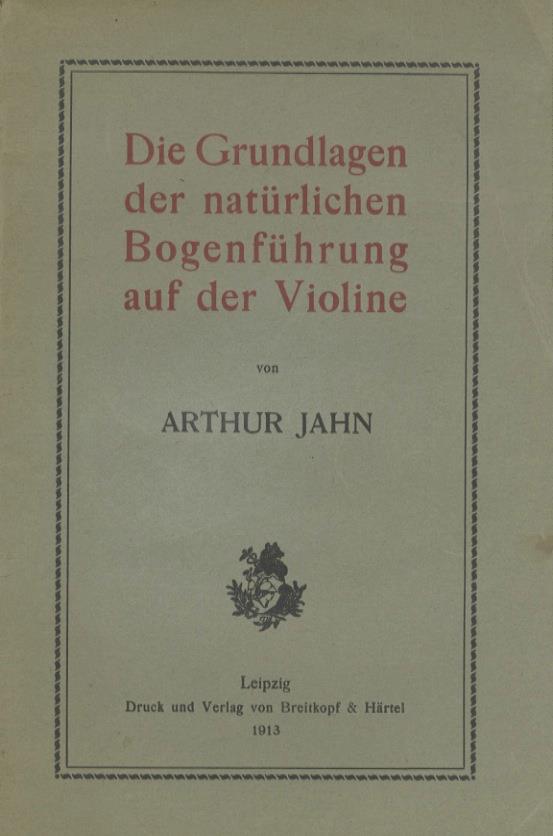 Die Grundlagen
der natürlichen
Bogenführung
auf der Violine
von
ARTHUR JAHN
Leipzig
Druck und Verlag von Breitkopf & Härtel
1913